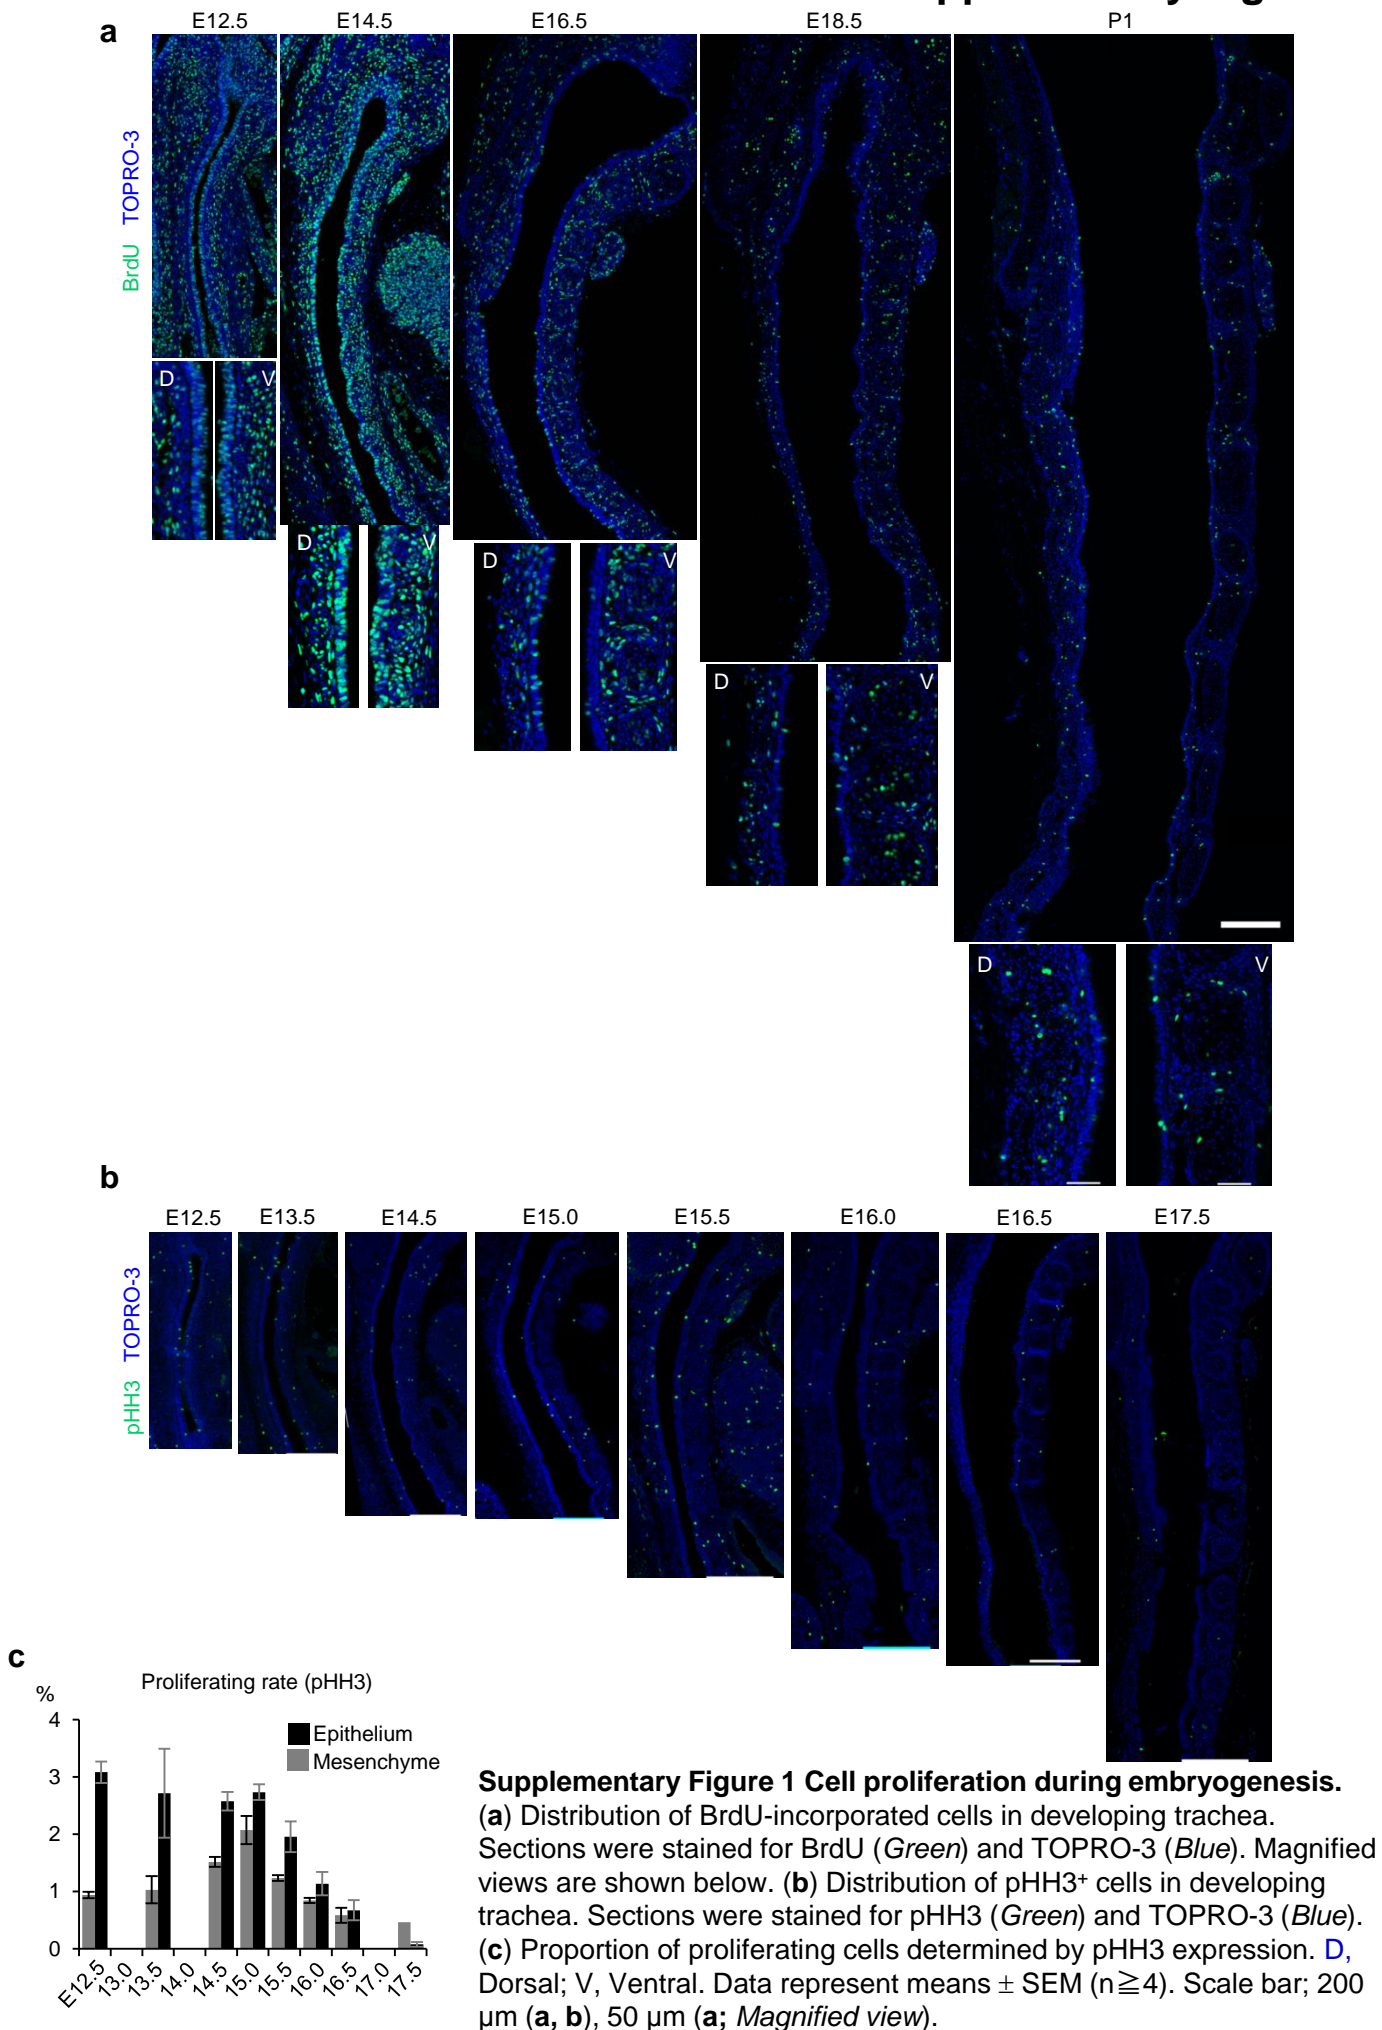 a
E12.5
E14.5
E16.5
E18.5
P1
BrdU TOPRO-3
D
V
D
V
D
V
D
V
D
V
b
E12.5
E13.5
E14.5
E15.0
E15.5
E16.0
E16.5
E17.5
pHH3 TOPRO-3
c
Proliferating rate (pHH3)
%
4
3
2
1
0
Epithelium
Mesenchyme
E12.5
13.0
13.5
14.0
14.5
15.0
15.5
16.0
16.5
17.0
17.5
Supplementary Figure 1 Cell proliferation during embryogenesis.
(a) Distribution of BrdU-incorporated cells in developing trachea.
Sections were stained for BrdU (Green) and TOPRO-3 (Blue). Magnified
views are shown below. (b) Distribution of pHH3+ cells in developing
trachea. Sections were stained for pHH3 (Green) and TOPRO-3 (Blue).
(c) Proportion of proliferating cells determined by pHH3 expression. D,
Dorsal; V, Ventral. Data represent means ± SEM (n≧4). Scale bar; 200
μm (a, b), 50 μm (a; Magnified view).